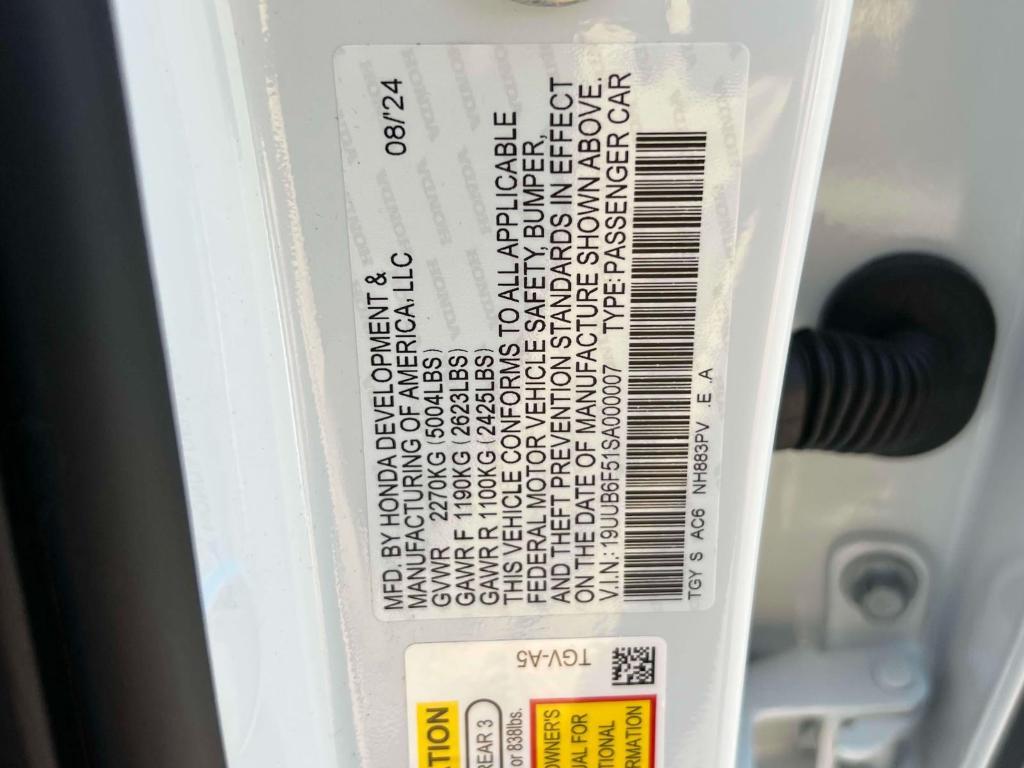 MFD. BY HONDA DEVELOPMENT & 08/'24
MANUFACTURING OF AMERICA, LLC
GVWR 2270KG (5004LBS)
GAWR F 1190KG (2623LBS)
GAWR R 1100KG (2425LBS)
THIS VEHICLE CONFORMS TO ALL APPLICABLE
FEDERAL MOTOR VEHICLE SAFETY, BUMPER,
AND THEFT PREVENTION STANDARDS IN EFFECT
ON THE DATE OF MANUFACTURE SHOWN ABOVE.
V.I.N.: 19UUB6F51SA000007 TYPE: PASSENGER CAR
TGY S AC6 NH883PV .E .A
TGV-A5
ATION
REAR 3
or 838lbs.
OWNER'S
UAL FOR
TIONAL
RMATION